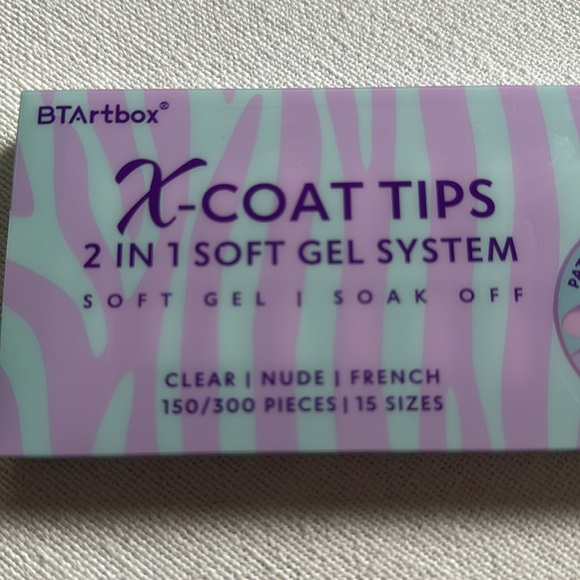 BTArtbox®
X-COAT TIPS
2 IN 1 SOFT GEL SYSTEM
SOFT GEL | SOAK OFF
CLEAR | NUDE | FRENCH
150/300 PIECES | 15 SIZES